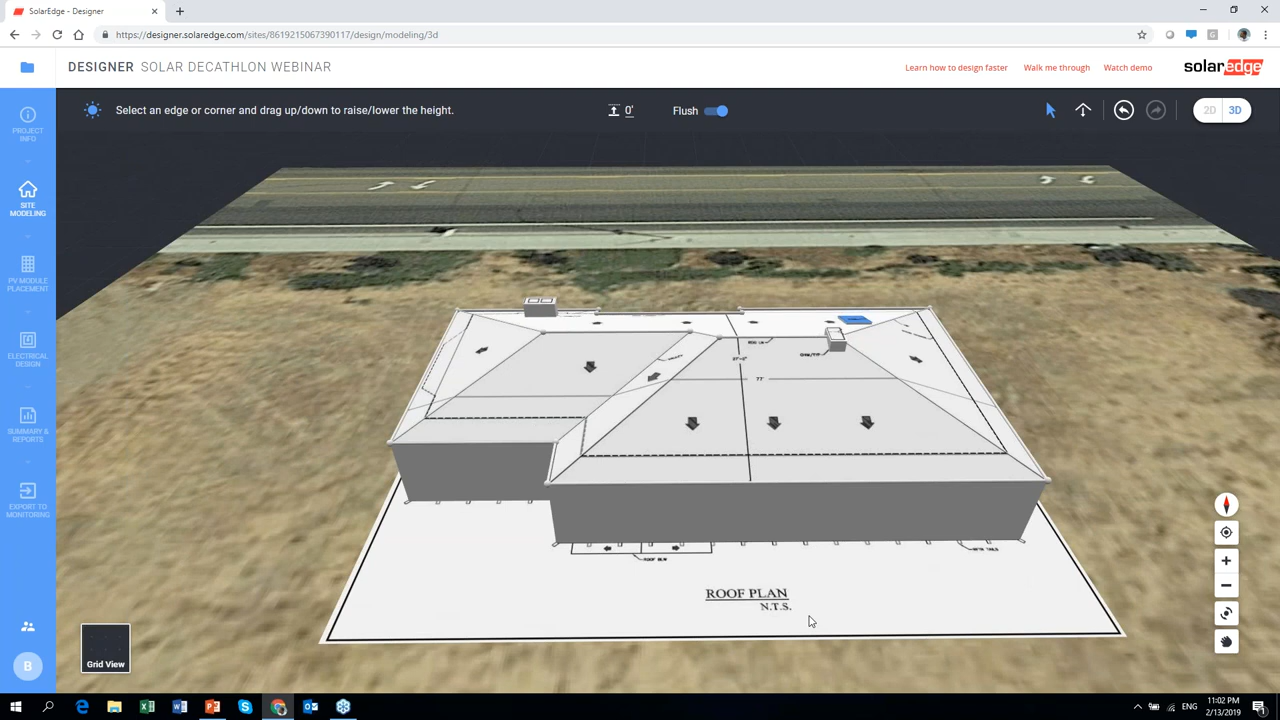 SolarEdge - Designer
https://designer.solaredge.com/sites/8619215067390117/design/modeling/3d
G
DESIGNER SOLAR DECATHLON WEBINAR
Learn how to design faster
Walk me through
Watch demo
solaredge
Select an edge or corner and drag up/down to raise/lower the height.
0'
Flush
2D
3D
PROJECT
INFO
SITE
MODELING
PV MODULE
PLACEMENT
ELECTRICAL
DESIGN
SUMMARY &
REPORTS
EXPORT TO
MONITORING
B
Grid View
77'
ROOF PLAN
N.T.S.
ENG
11:02 PM
2/13/2019
1